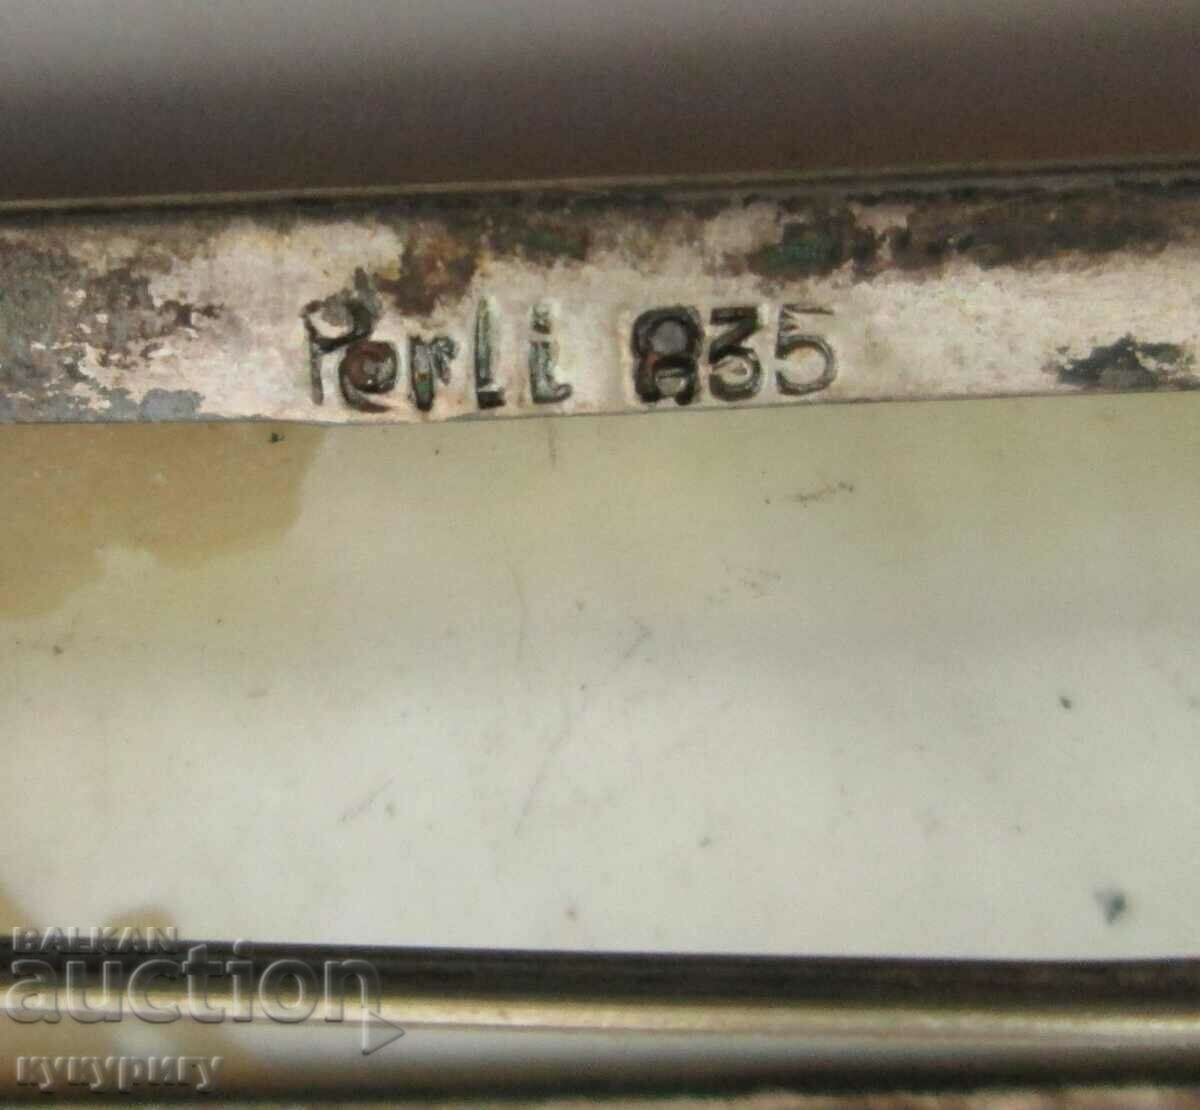 Perli 835
BALKAN
auction
кукуригу